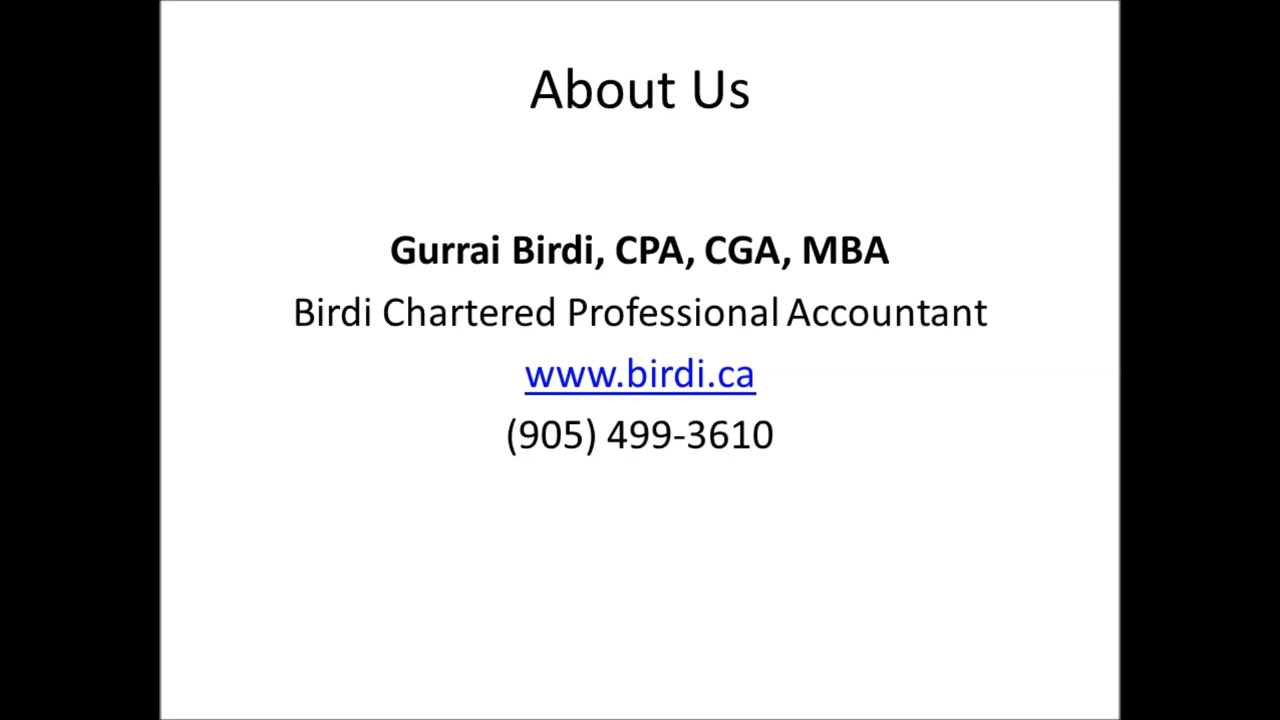 About Us
Gurrai Birdi, CPA, CGA, MBA
Birdi Chartered Professional Accountant
www.birdi.ca
(905) 499-3610